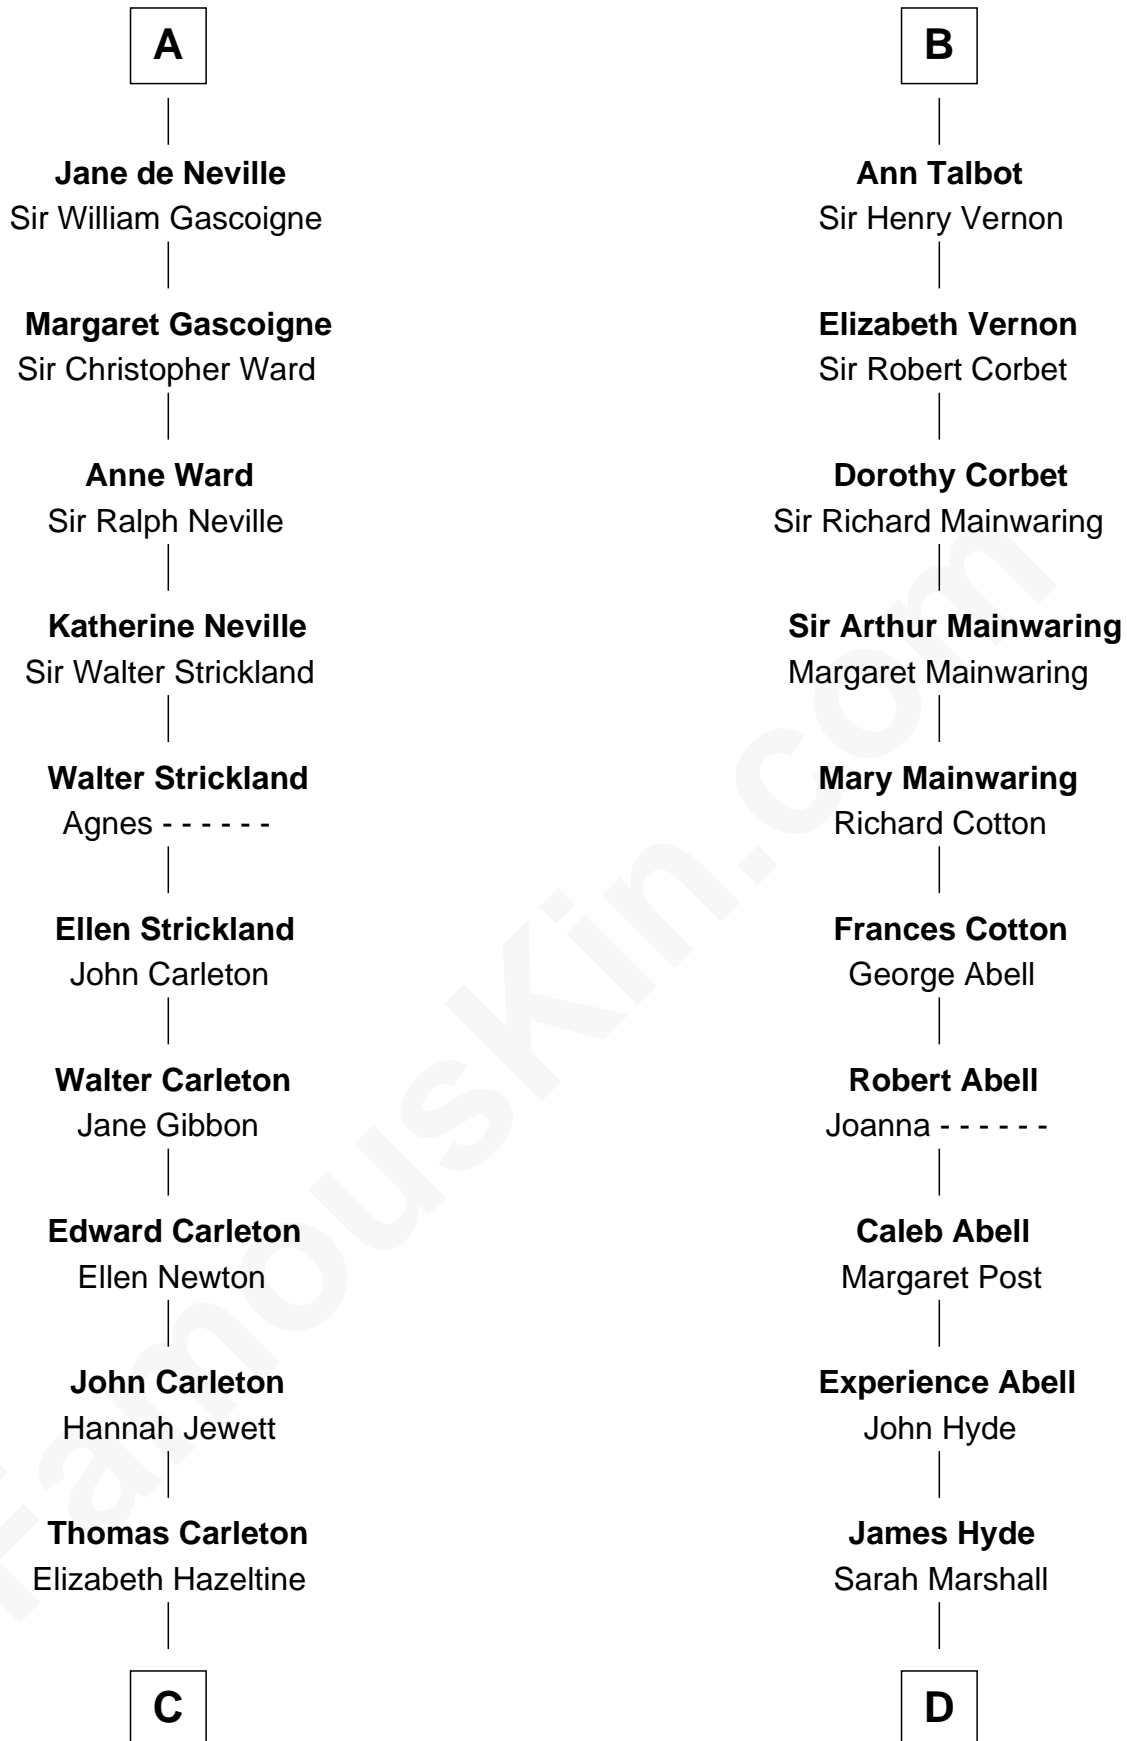 A
Jane de Neville
Sir William Gascoigne
Margaret Gascoigne
Sir Christopher Ward
Anne Ward
Sir Ralph Neville
Katherine Neville
Sir Walter Strickland
Walter Strickland
Agnes - - - - - -
Ellen Strickland
John Carleton
Walter Carleton
Jane Gibbon
Edward Carleton
Ellen Newton
John Carleton
Hannah Jewett
Thomas Carleton
Elizabeth Hazeltine
C
B
Ann Talbot
Sir Henry Vernon
Elizabeth Vernon
Sir Robert Corbet
Dorothy Corbet
Sir Richard Mainwaring
Sir Arthur Mainwaring
Margaret Mainwaring
Mary Mainwaring
Richard Cotton
Frances Cotton
George Abell
Robert Abell
Joanna - - - - - -
Caleb Abell
Margaret Post
Experience Abell
John Hyde
James Hyde
Sarah Marshall
D
FamousKin.com